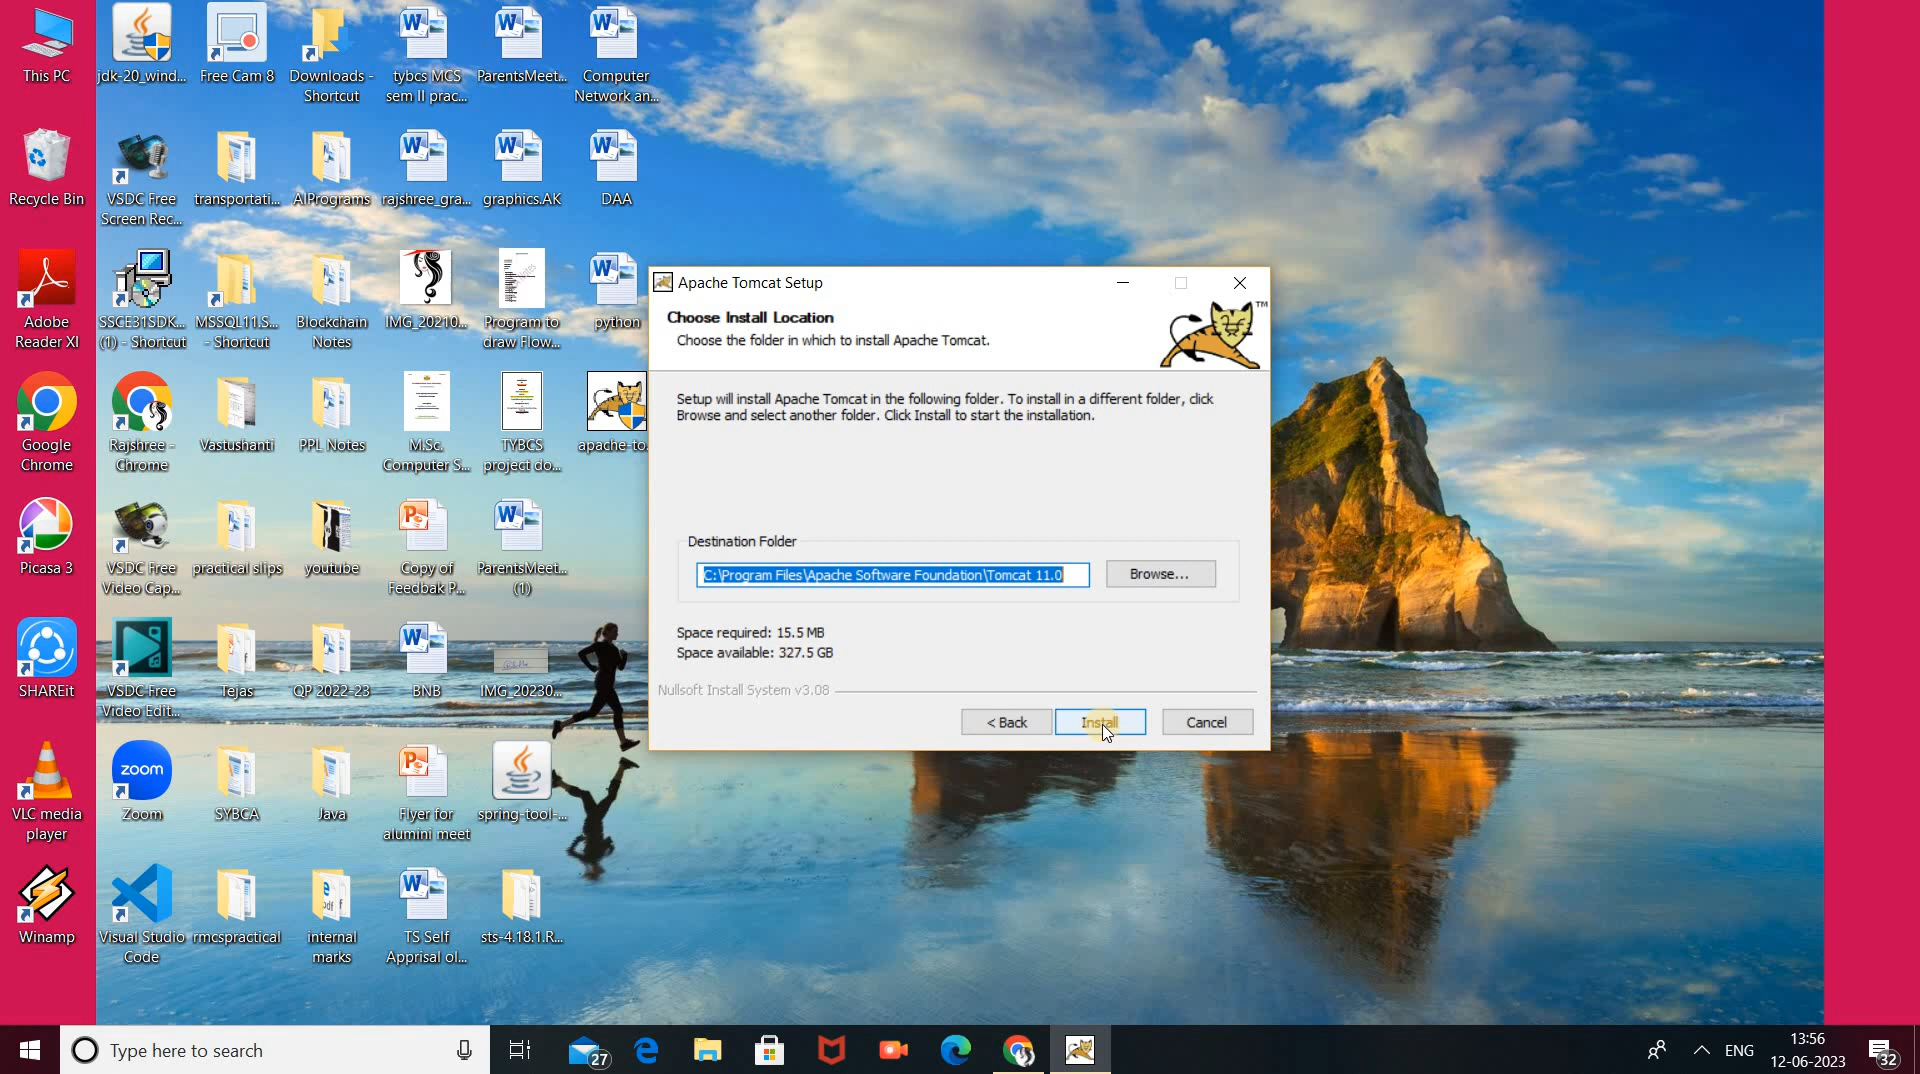 This PC
jdk-20_wind...
Free Cam 8
Downloads -
Shortcut
tybcs MCS
sem II prac...
ParentsMeet...
Computer
Network an...
Recycle Bin
VSDC Free
Screen Rec...
transportati...
AIPrograms
rajshree_gra...
graphics.AK
DAA
Adobe
Reader XI
SSCE31SDK...
(1) - Shortcut
MSSQL11.S...
- Shortcut
Blockchain
Notes
IMG_20210...
Program to
draw Flow...
python
Google
Chrome
Rajshree -
Chrome
Vastushanti
PPL Notes
M.Sc.
Computer S...
TYBCS
project do...
apache-to.
Picasa 3
VSDC Free
Video Cap...
practical slips
youtube
Copy of
Feedbak P...
ParentsMeet...
(1)
SHAREit
VSDC Free
Video Edit...
Tejas
QP 2022-23
BNB
IMG_20230...
VLC media
player
zoom
Zoom
SYBCA
Java
Flyer for
alumini meet
spring-tool-...
Winamp
Visual Studio
Code
rmcspractical
internal
marks
TS Self
Apprisal ol...
sts-4.18.1.R...
Apache Tomcat Setup
Choose Install Location
Choose the folder in which to install Apache Tomcat.
TM
Setup will install Apache Tomcat in the following folder. To install in a different folder, click
Browse and select another folder. Click Install to start the installation.
Destination Folder
C:\Program Files\Apache Software Foundation\Tomcat 11.0
Browse...
Space required: 15.5 MB
Space available: 327.5 GB
Nullsoft Install System v3.08
< Back
Install
Cancel
Type here to search
27
ENG
13:56
12-06-2023
32